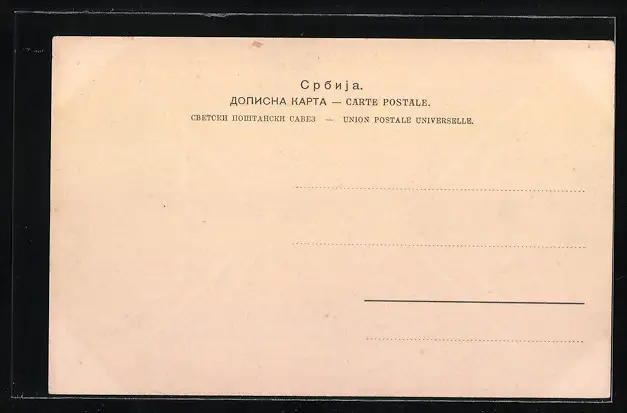 Србија.
ДОПИСНА КАРТА — CARTE POSTALE.
СВЕТСКИ ПОШТАНСКИ САВЕЗ — UNION POSTALE UNIVERSELLE.